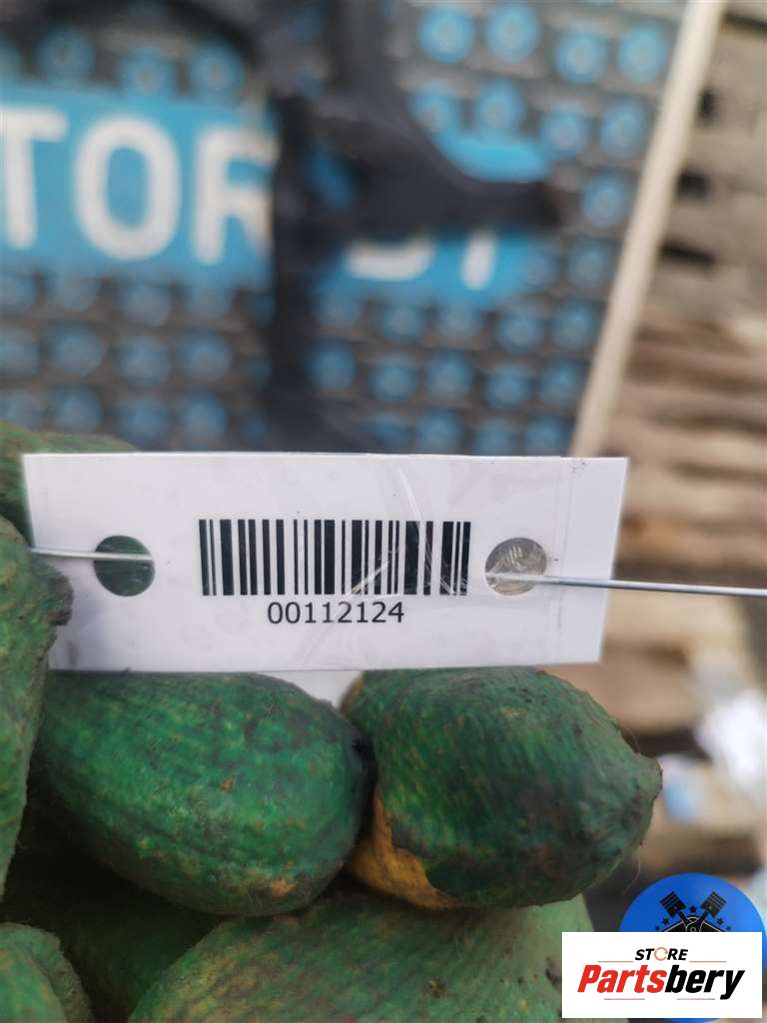 TOR
00112124
STORE
Partsbery